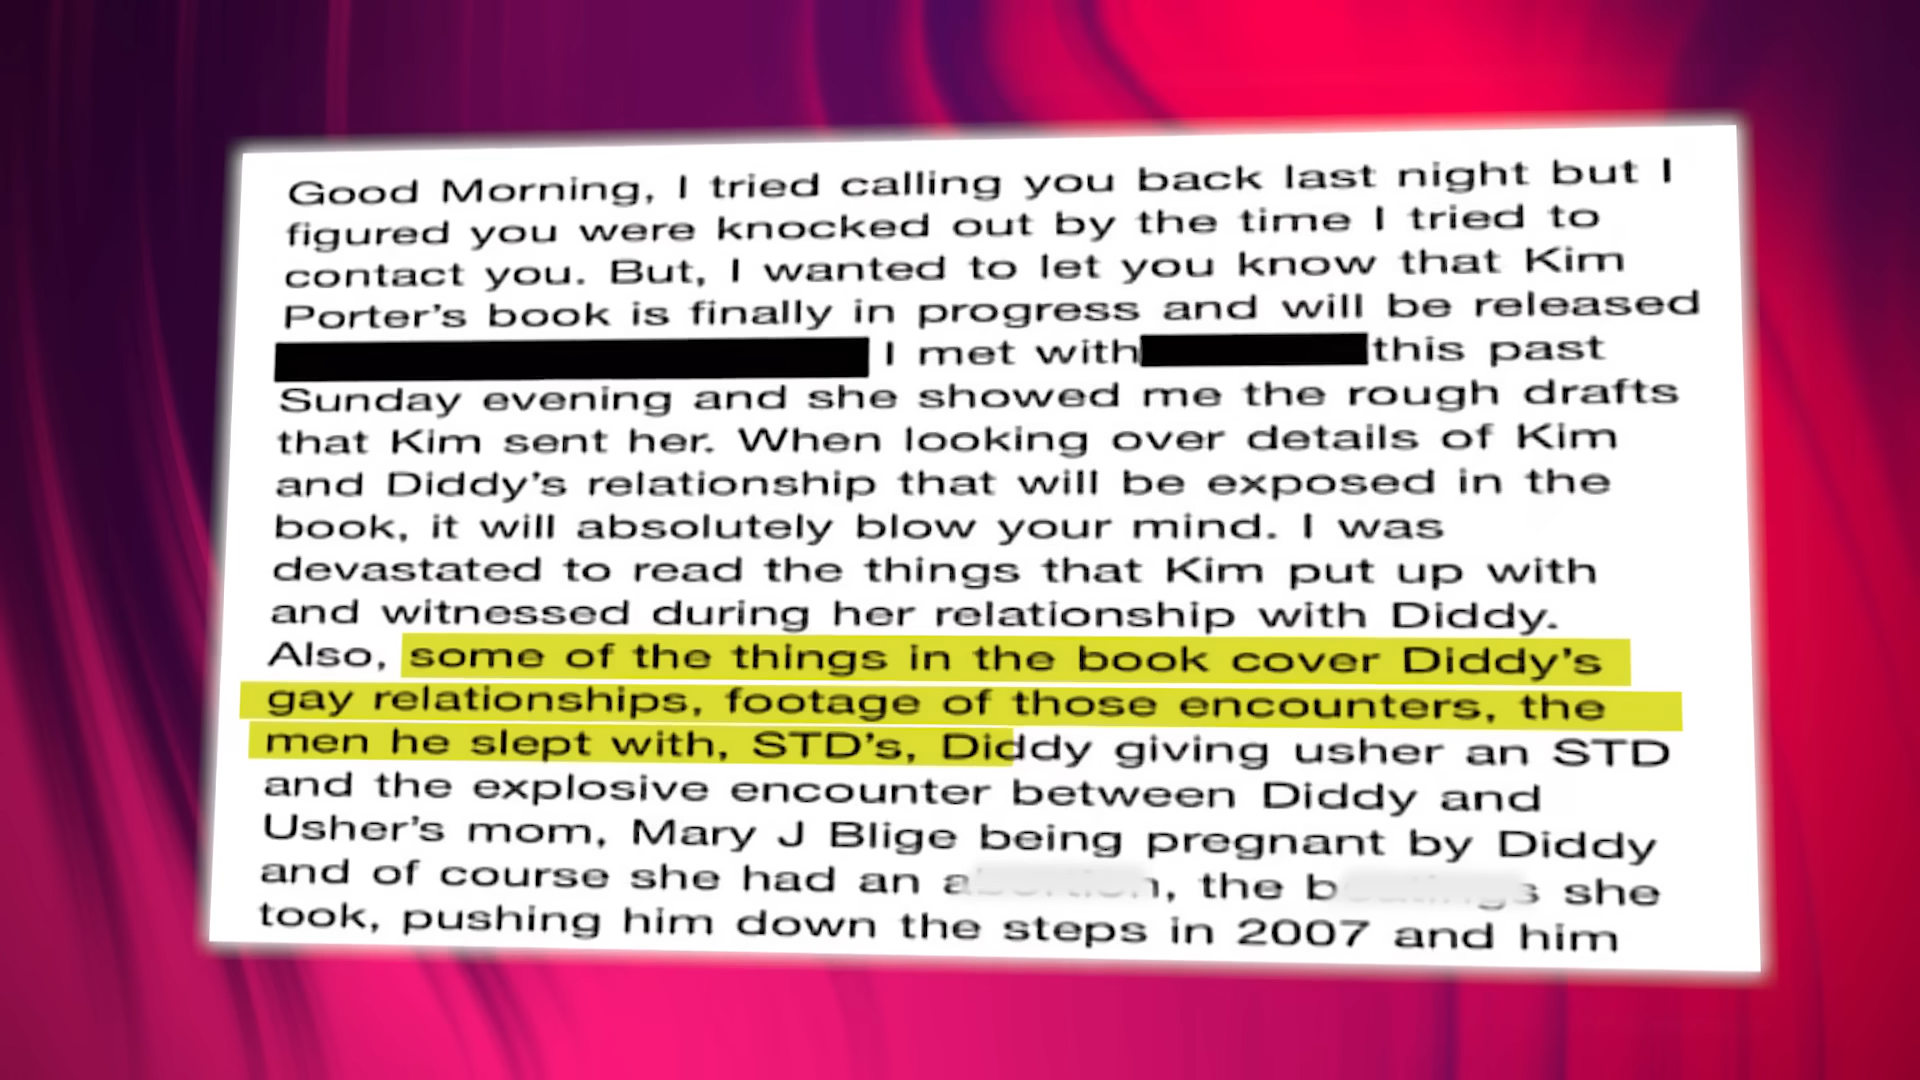 Good Morning, I tried calling you back last night but I
figured you were knocked out by the time I tried to
contact you. But, I wanted to let you know that Kim
Porter's book is finally in progress and will be released
I met with this past
Sunday evening and she showed me the rough drafts
that Kim sent her. When looking over details of Kim
and Diddy's relationship that will be exposed in the
book, it will absolutely blow your mind. I was
devastated to read the things that Kim put up with
and witnessed during her relationship with Diddy.
Also, some of the things in the book cover Diddy's
gay relationships, footage of those encounters, the
men he slept with, STD's, Diddy giving usher an STD
and the explosive encounter between Diddy and
Usher's mom, Mary J Blige being pregnant by Diddy
and of course she had an , the she
took, pushing him down the steps in 2007 and him